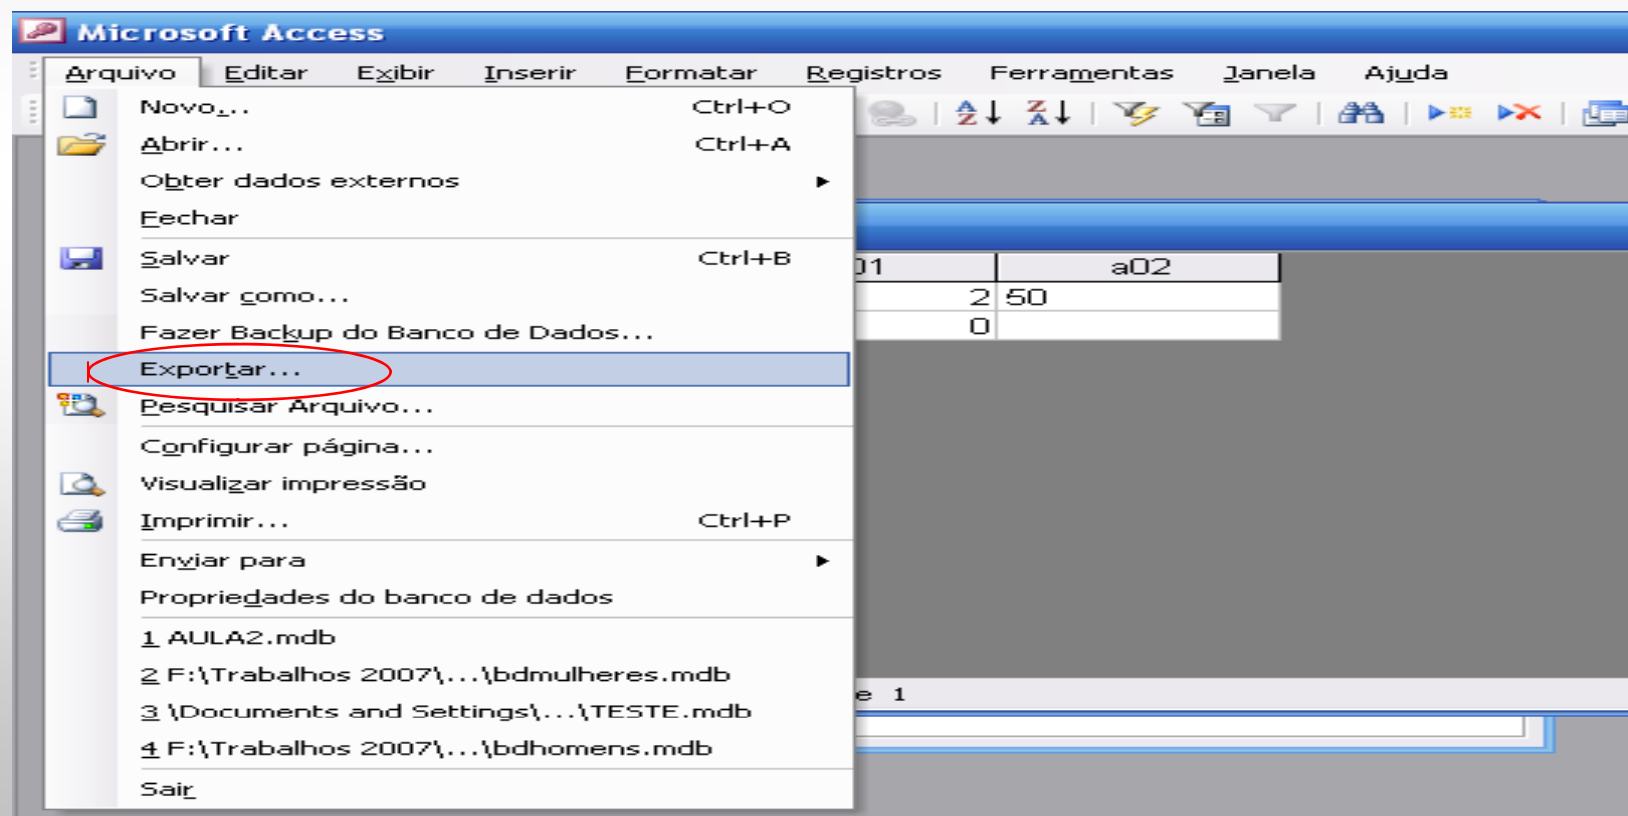 Microsoft Access
Arquivo Editar Exibir Inserir Formatar Registros Ferramentas Janela Ajuda
Novo... Ctrl+O
Abrir... Ctrl+A
Obter dados externos
Fechar
Salvar Ctrl+B
01 a02
Salvar como...
2 50
Fazer Backup do Banco de Dados...
0
Exportar...
Pesquisar Arquivo...
Configurar página...
Visualizar impressão
Imprimir... Ctrl+P
Enviar para
Propriedades do banco de dados
1 AULA2.mdb
2 F:\Trabalhos 2007\...\bdmulheres.mdb
e 1
3 \Documents and Settings\...\TESTE.mdb
4 F:\Trabalhos 2007\...\bdhomens.mdb
Sair